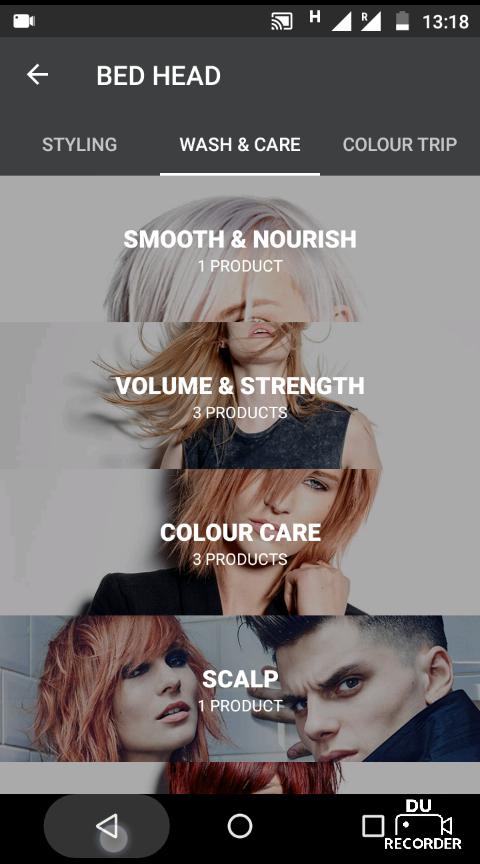 H R 13:18
BED HEAD
STYLING WASH & CARE COLOUR TRIP
SMOOTH & NOURISH
1 PRODUCT
VOLUME & STRENGTH
3 PRODUCTS
COLOUR CARE
3 PRODUCTS
SCALP
1 PRODUCT
DU
RECORDER